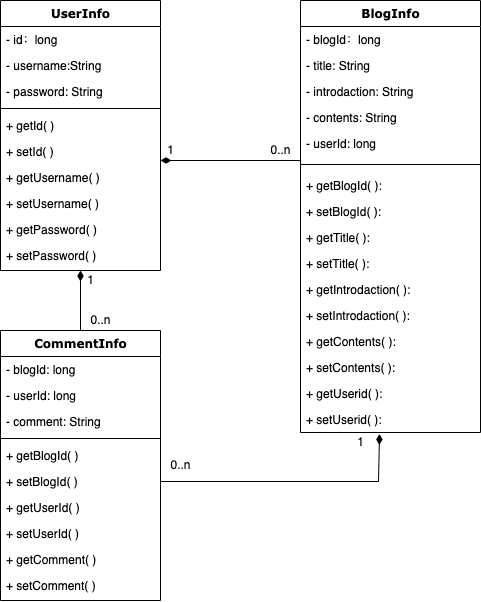 UserInfo
- id：long
- username:String
- password: String
+ getId( )
+ setId( )
+ getUsername( )
+ setUsername( )
+ getPassword( )
+ setPassword( )
1
0..n
BlogInfo
- blogId：long
- title: String
- introdaction: String
- contents: String
- userId: long
+ getBlogId( ):
+ setBlogId( ):
+ getTitle( ):
+ setTitle( ):
+ getIntrodaction( ):
+ setIntrodaction( ):
+ getContents( ):
+ setContents( ):
+ getUserid( ):
+ setUserid( ):
1
0..n
CommentInfo
- blogId: long
- userId: long
- comment: String
+ getBlogId( )
+ setBlogId( )
+ getUserId( )
+ setUserId( )
+ getComment( )
+ setComment( )
1
0..n